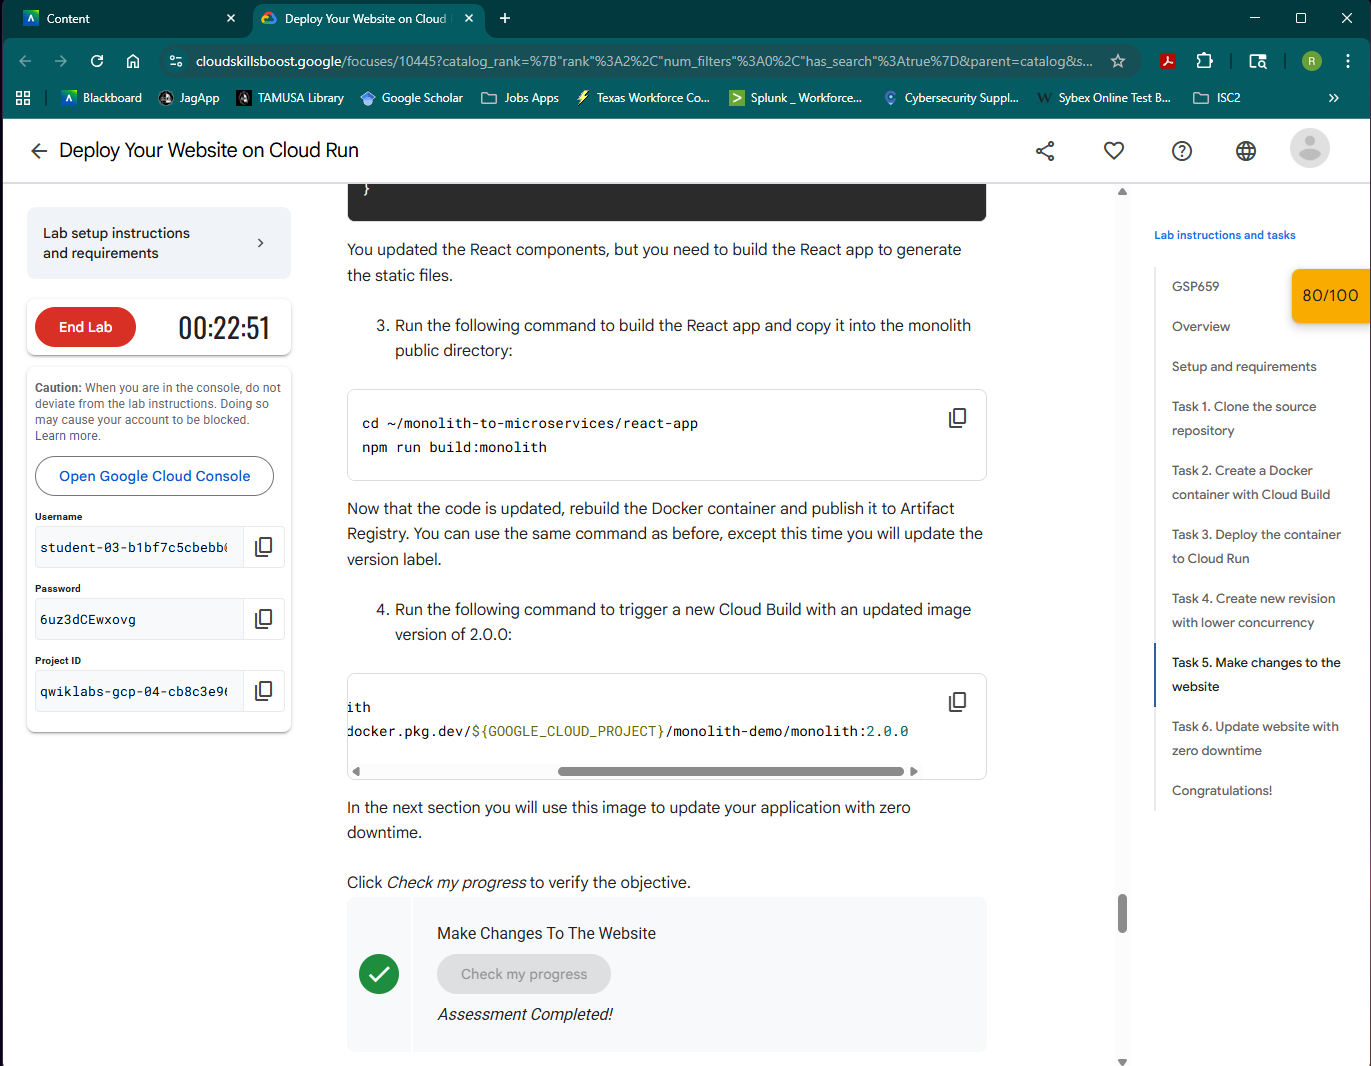 Content
Deploy Your Website on Cloud
cloudskillsboost.google/focuses/10445?catalog_rank=%7B"rank"%3A2%2C"num_filters"%3A0%2C"has_search"%3Atrue%7D&parent=catalog&s...
R
Blackboard
JagApp
TAMUSA Library
Google Scholar
Jobs Apps
Texas Workforce Co...
Splunk _ Workforce...
Cybersecurity Suppl...
Sybex Online Test B...
ISC2
Deploy Your Website on Cloud Run
Lab setup instructions
and requirements
End Lab
00:22:51
Caution: When you are in the console, do not
deviate from the lab instructions. Doing so
may cause your account to be blocked.
Learn more.
Open Google Cloud Console
Username
student-03-b1bf7c5cbebb
Password
6uz3dCEwxovg
Project ID
qwiklabs-gcp-04-cb8c3e9
}
You updated the React components, but you need to build the React app to generate
the static files.
3. Run the following command to build the React app and copy it into the monolith
public directory:
cd ~/monolith-to-microservices/react-app
npm run build:monolith
Now that the code is updated, rebuild the Docker container and publish it to Artifact
Registry. You can use the same command as before, except this time you will update the
version label.
4. Run the following command to trigger a new Cloud Build with an updated image
version of 2.0.0:
ith
docker.pkg.dev/${GOOGLE_CLOUD_PROJECT}/monolith-demo/monolith:2.0.0
In the next section you will use this image to update your application with zero
downtime.
Click Check my progress to verify the objective.
Make Changes To The Website
Check my progress
Assessment Completed!
Lab instructions and tasks
GSP659
80/100
Overview
Setup and requirements
Task 1. Clone the source
repository
Task 2. Create a Docker
container with Cloud Build
Task 3. Deploy the container
to Cloud Run
Task 4. Create new revision
with lower concurrency
Task 5. Make changes to the
website
Task 6. Update website with
zero downtime
Congratulations!